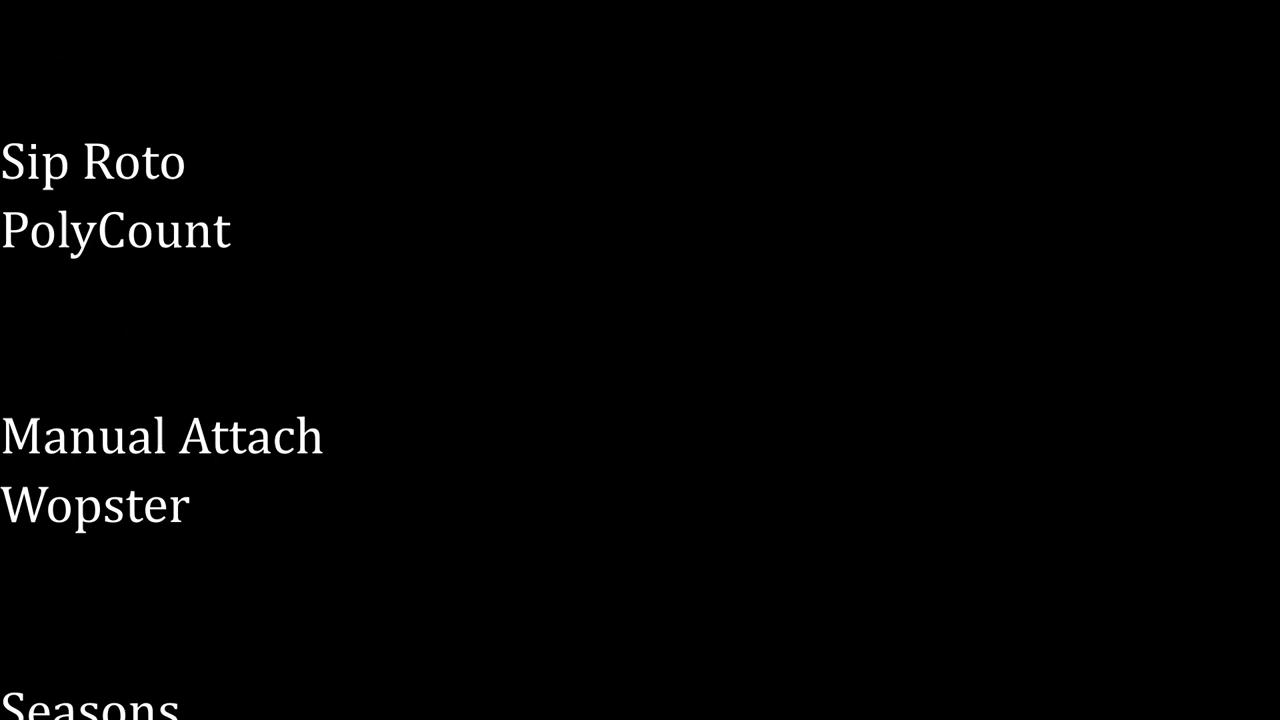 Sip Roto
PolyCount
Manual Attach
Wopster
Seasons